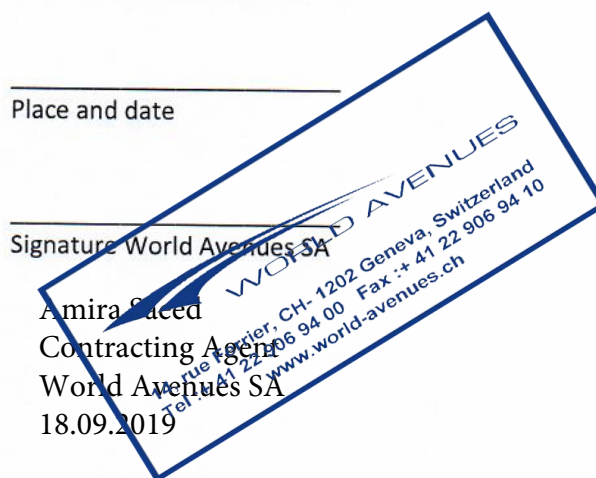 Place and date
Signature World Avenues SA
Amira Saeed
Contracting Agent
World Avenues SA
18.09.2019
WORLD AVENUES
14, rue Ferrier, CH- 1202 Geneva, Switzerland
Tel :+ 41 22 906 94 00 Fax :+ 41 22 906 94 10
www.world-avenues.ch